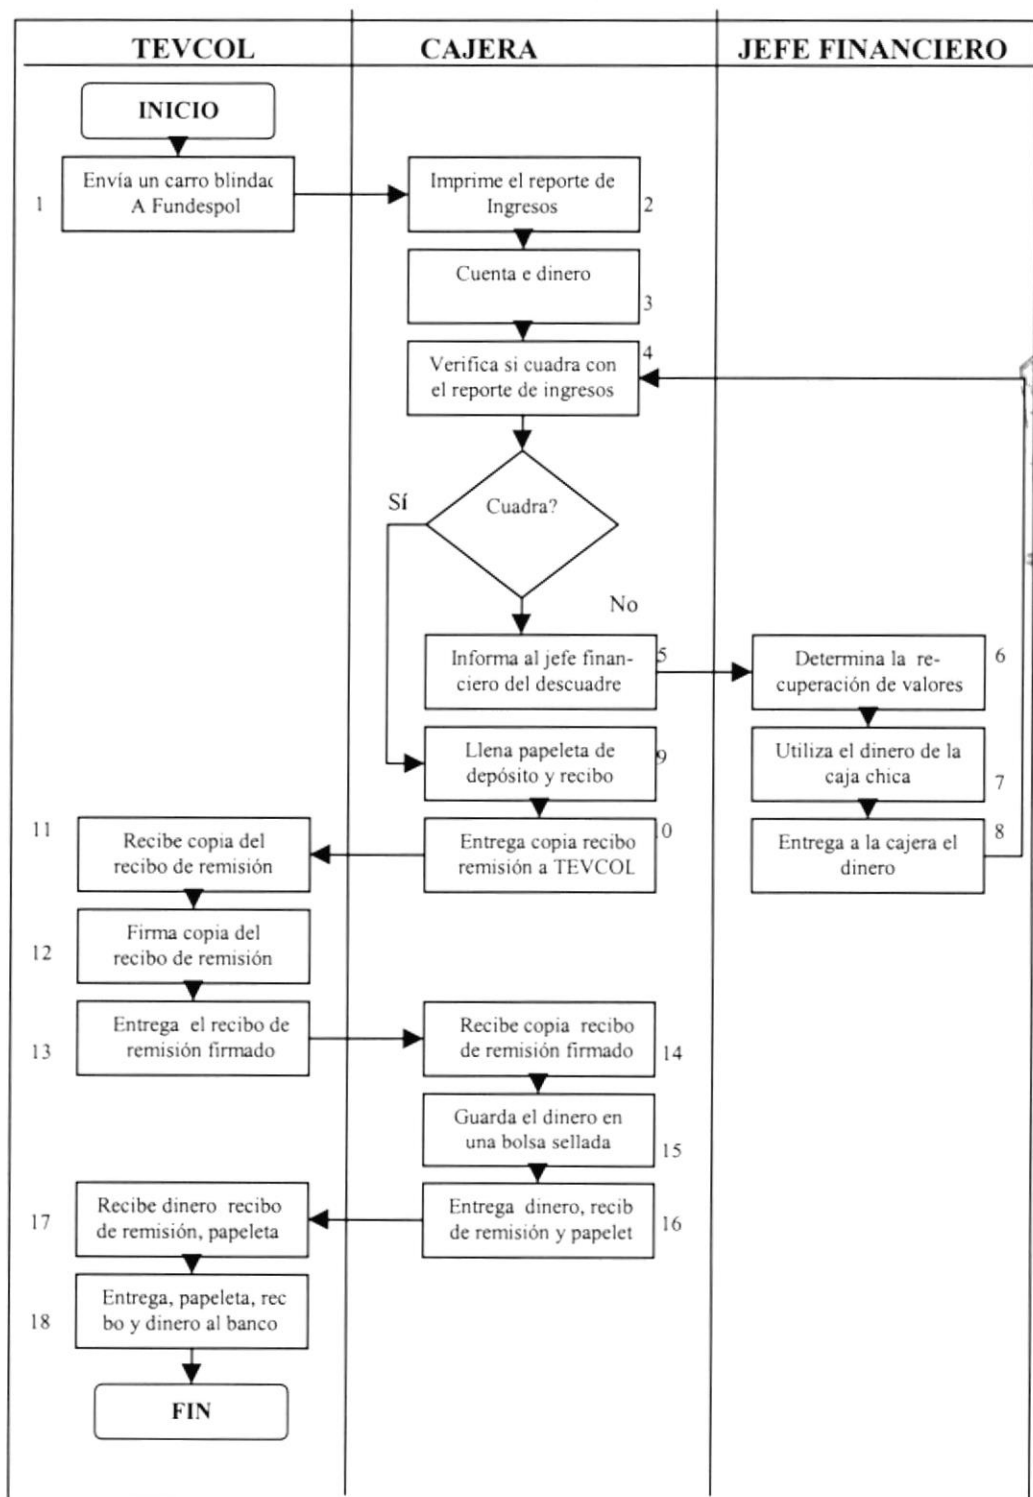 TEVCOL
CAJERA
JEFE FINANCIERO
INICIO
1
Envía un carro blindac
A Fundespol
Imprime el reporte de
Ingresos
2
Cuenta e dinero
3
Verifica si cuadra con
el reporte de ingresos
4
Cuadra?
Sí
No
Informa al jefe finan-
ciero del descuadre
5
Determina la re-
cuperación de valores
6
Utiliza el dinero de la
caja chica
7
Entrega a la cajera el
dinero
8
Llena papeleta de
depósito y recibo
9
Entrega copia recibo
remisión a TEVCOL
.0
11
Recibe copia del
recibo de remisión
12
Firma copia del
recibo de remisión
13
Entrega el recibo de
remisión firmado
Recibe copia recibo
de remisión firmado
14
Guarda el dinero en
una bolsa sellada
15
Entrega dinero, recib
de remisión y papelet
16
17
Recibe dinero recibo
de remisión, papeleta
18
Entrega, papeleta, rec
bo y dinero al banco
FIN